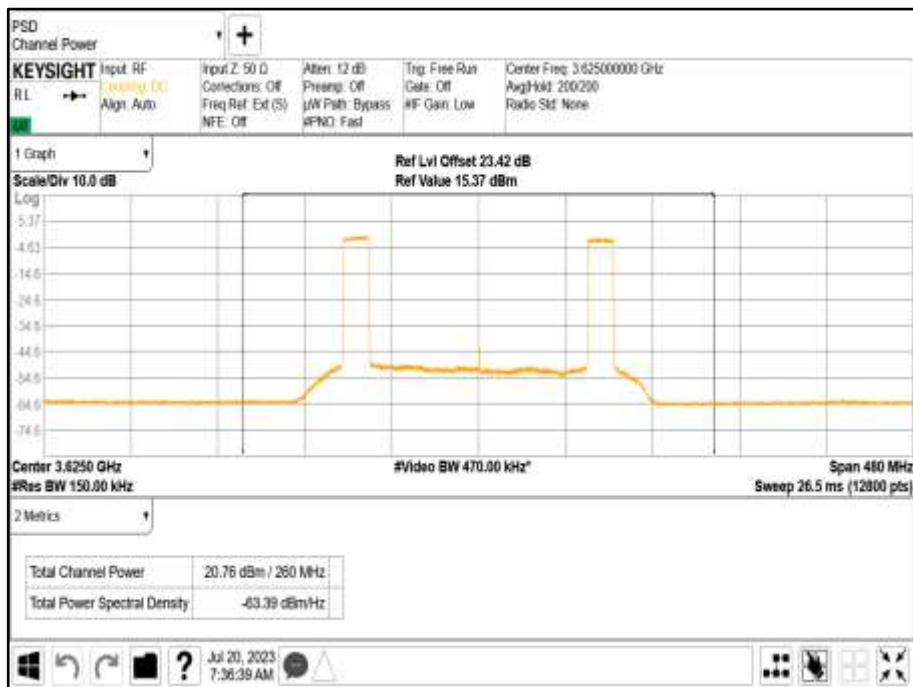 PSD
Channel Power
KEYSIGHT
Input: RF
Coupling: DC
Align: Auto
Input Z: 50 Ω
Corrections: Off
Freq Ref: Ext (S)
NFE: Off
Atten: 12 dB
Preamp: Off
µW Path: Bypass
#PNO: Fast
Trig: Free Run
Gate: Off
#IF Gain: Low
Center Freq: 3.625000000 GHz
Avg|Hold: 200/200
Radio Std: None
RL
1 Graph
Scale/Div 10.0 dB
Ref Lvl Offset 23.42 dB
Ref Value 15.37 dBm
Log
5.37
-4.63
-14.6
-24.6
-34.6
-44.6
-54.6
-64.6
-74.6
Center 3.6250 GHz
#Video BW 470.00 kHz*
Span 480 MHz
#Res BW 150.00 kHz
Sweep 26.5 ms (12800 pts)
2 Metrics
Total Channel Power 20.76 dBm / 260 MHz
Total Power Spectral Density -63.39 dBm/Hz
?
Jul 20, 2023
7:36:39 AM